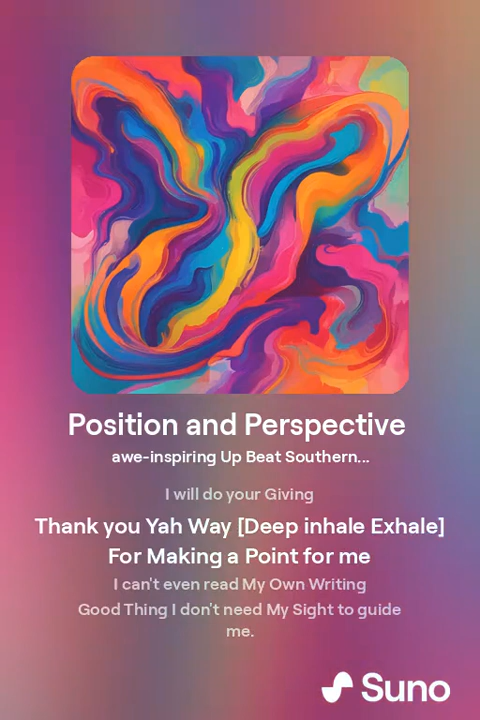 Position and Perspective
awe-inspiring Up Beat Southern...
I will do your Giving
Thank you Yah Way [Deep inhale Exhale]
For Making a Point for me
I can't even read My Own Writing
Good Thing I don't need My Sight to guide
me.
Suno